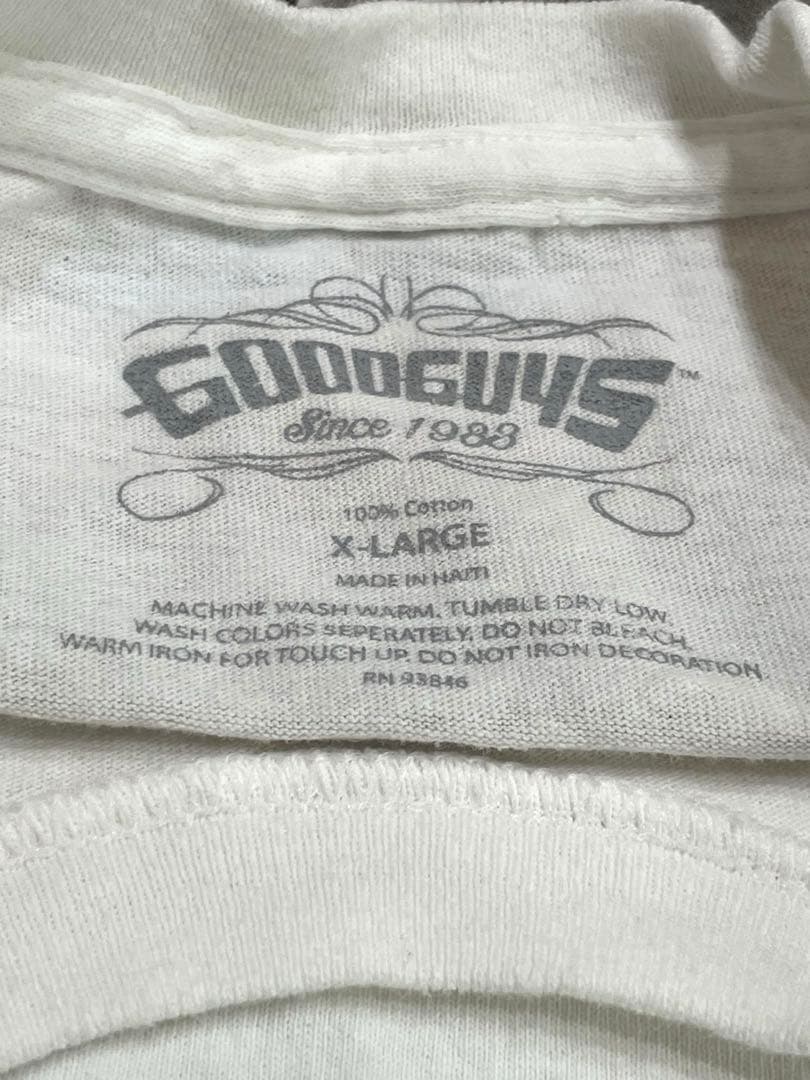 GOODGUYS™
Since 1983
100% Cotton
X-LARGE
MADE IN HAITI
MACHINE WASH WARM. TUMBLE DRY LOW.
WASH COLORS SEPERATELY. DO NOT BLEACH.
WARM IRON FOR TOUCH UP. DO NOT IRON DECORATION
RN 93846